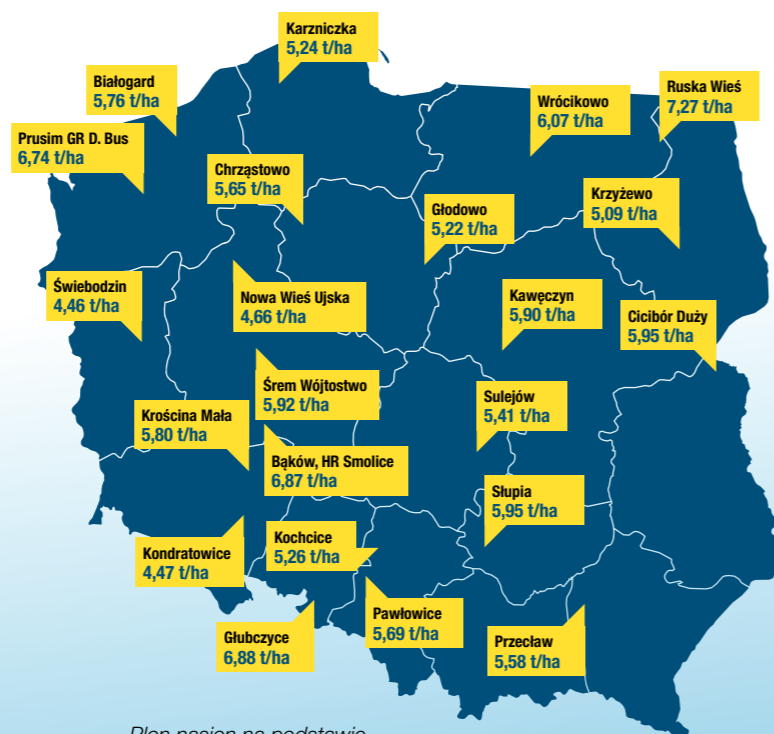 Karzniczka
5,24 t/ha
Białogard
5,76 t/ha
Ruska Wieś
7,27 t/ha
Wrócikowo
6,07 t/ha
Prusim GR D. Bus
6,74 t/ha
Chrząstowo
5,65 t/ha
Krzyżewo
5,09 t/ha
Głodowo
5,22 t/ha
Świebodzin
4,46 t/ha
Nowa Wieś Ujska
4,66 t/ha
Kawęczyn
5,90 t/ha
Cicibór Duży
5,95 t/ha
Śrem Wójtostwo
5,92 t/ha
Sulejów
5,41 t/ha
Krościna Mała
5,80 t/ha
Bąków, HR Smolice
6,87 t/ha
Słupia
5,95 t/ha
Kondratowice
4,47 t/ha
Kochcice
5,26 t/ha
Pawłowice
5,69 t/ha
Głubczyce
6,88 t/ha
Przecław
5,58 t/ha
Plon nasion na podstawie